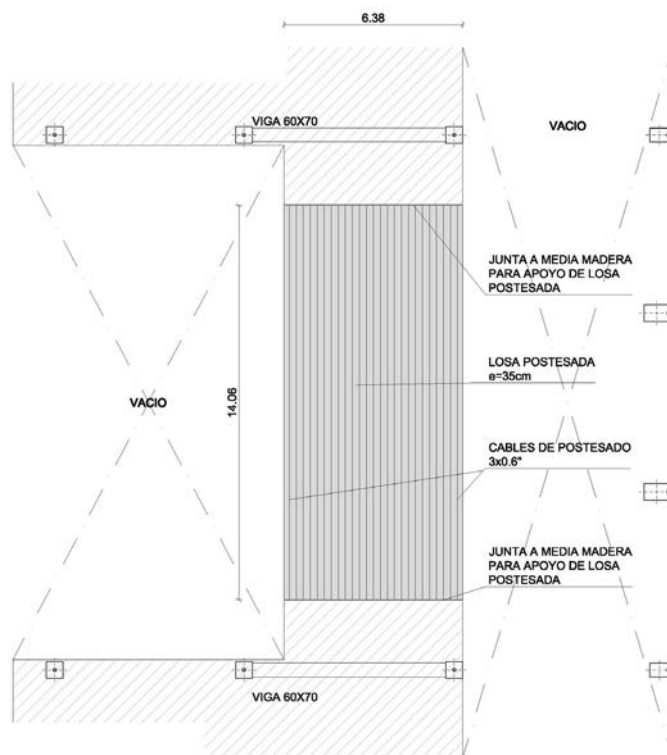 6.38
VIGA 60X70
VACIO
JUNTA A MEDIA MADERA
PARA APOYO DE LOSA
POSTESADA
LOSA POSTESADA
e=35cm
VACIO
14.06
CABLES DE POSTESADO
3x0.6"
JUNTA A MEDIA MADERA
PARA APOYO DE LOSA
POSTESADA
VIGA 60X70